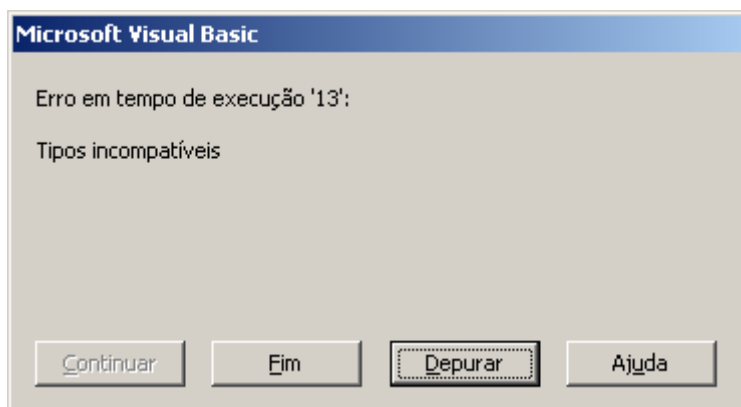 Microsoft Visual Basic
Erro em tempo de execução '13':
Tipos incompatíveis
Continuar Fim Depurar Ajuda